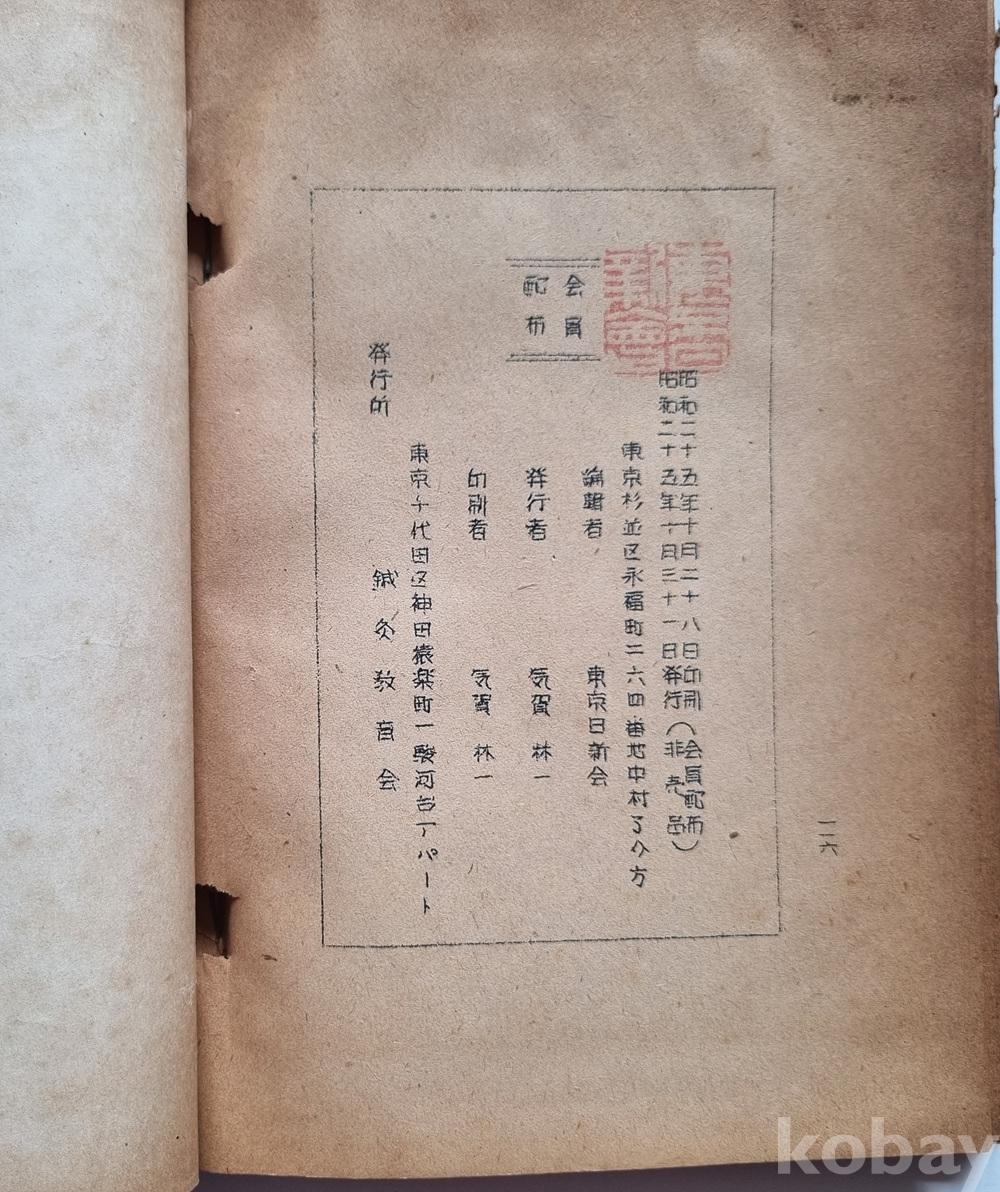 昭和二十五年十月二十八日印刷(会員配布)
昭和二十五年十月三十一日発行(非売品)
東京杉並区永福町二六四番地中村了介方
編輯者 東京日新会
発行者 気賀林一
印刷者 気賀林一
会員
配布
東京千代田区神田猿楽町一駿河台アパート
発行所 鍼灸教育会
一一六
kobay